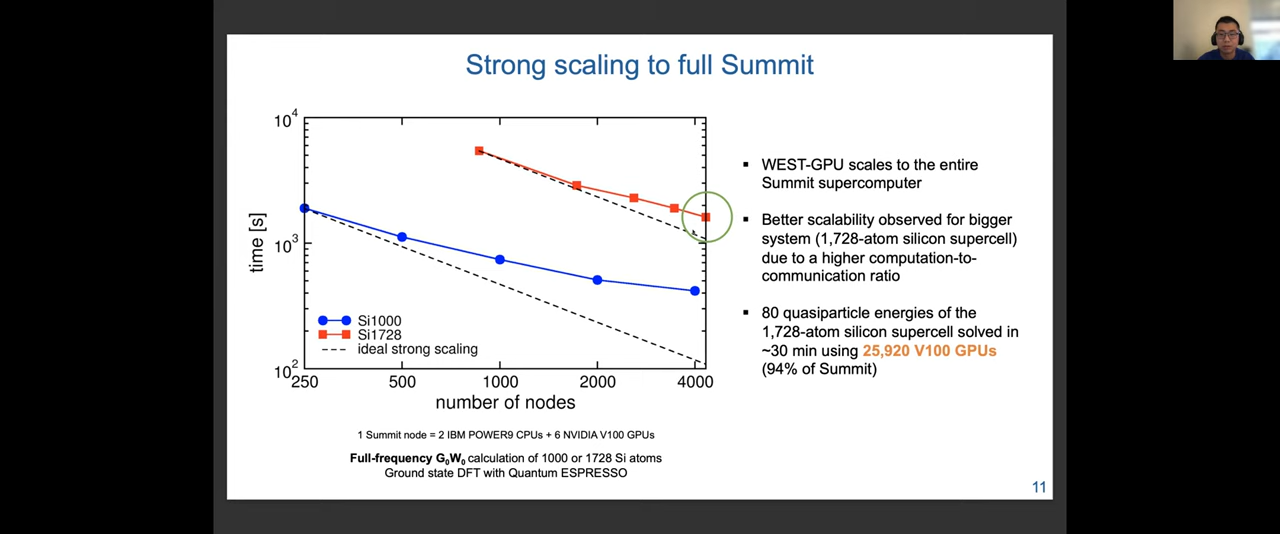 Strong scaling to full Summit
10⁴
10³
10²
time [s]
Si1000
Si1728
ideal strong scaling
250 500 1000 2000 4000
number of nodes
1 Summit node = 2 IBM POWER9 CPUs + 6 NVIDIA V100 GPUs
Full-frequency G₀W₀ calculation of 1000 or 1728 Si atoms
Ground state DFT with Quantum ESPRESSO
▪ WEST-GPU scales to the entire
Summit supercomputer
▪ Better scalability observed for bigger
system (1,728-atom silicon supercell)
due to a higher computation-to-
communication ratio
▪ 80 quasiparticle energies of the
1,728-atom silicon supercell solved in
~30 min using 25,920 V100 GPUs
(94% of Summit)
11